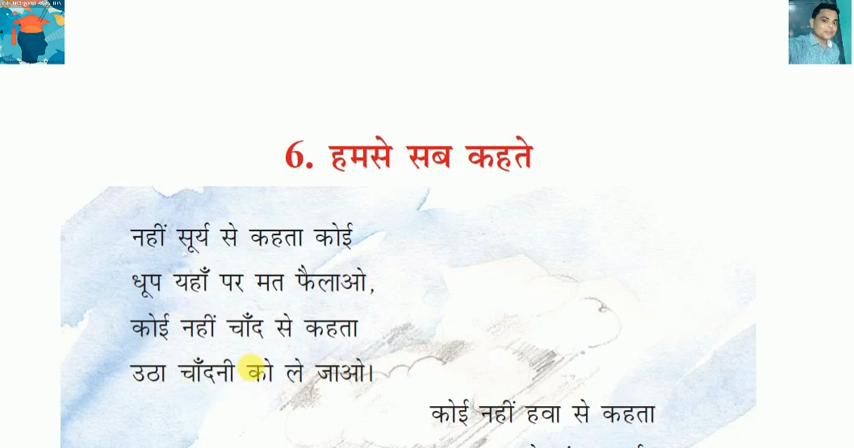 6. हमसे सब कहते
नहीं सूर्य से कहता कोई
धूप यहाँ पर मत फैलाओ,
कोई नहीं चाँद से कहता
उठा चाँदनी को ले जाओ।
कोई नहीं हवा से कहता